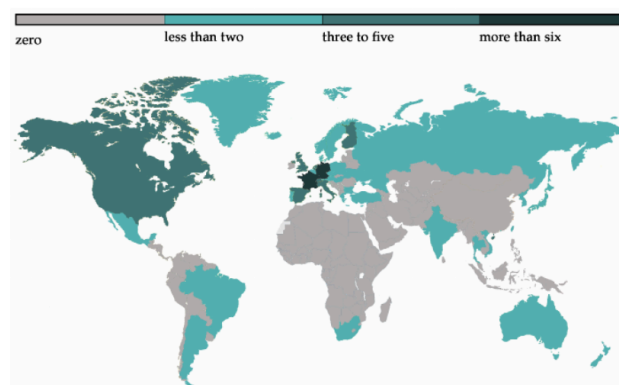 zero
less than two
three to five
more than six